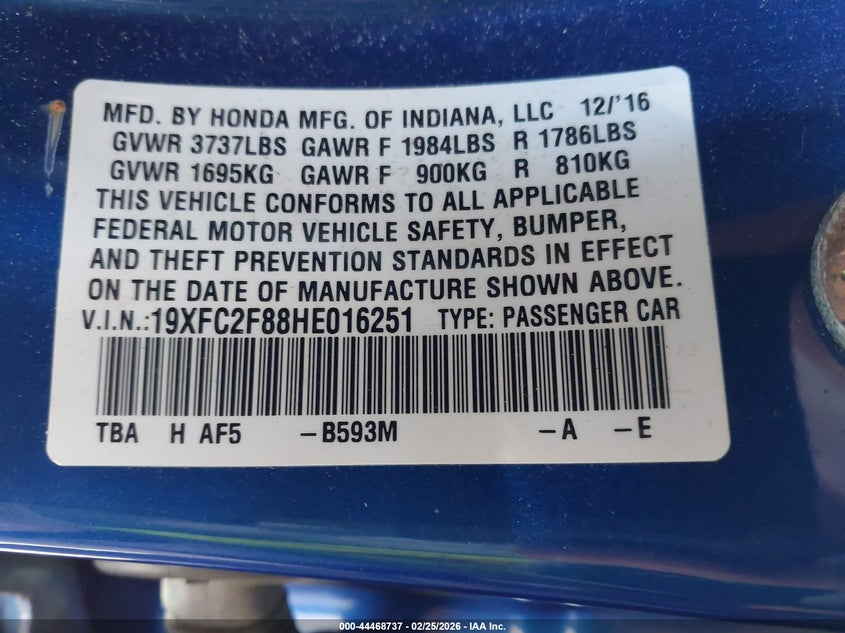 MFD. BY HONDA MFG. OF INDIANA, LLC 12/'16
GVWR 3737LBS GAWR F 1984LBS R 1786LBS
GVWR 1695KG GAWR F 900KG R 810KG
THIS VEHICLE CONFORMS TO ALL APPLICABLE
FEDERAL MOTOR VEHICLE SAFETY, BUMPER,
AND THEFT PREVENTION STANDARDS IN EFFECT
ON THE DATE OF MANUFACTURE SHOWN ABOVE.
V.I.N.:19XFC2F88HE016251 TYPE: PASSENGER CAR
TBA H AF5 -B593M -A -E
000-44468737 - 02/25/2026 - IAA Inc.